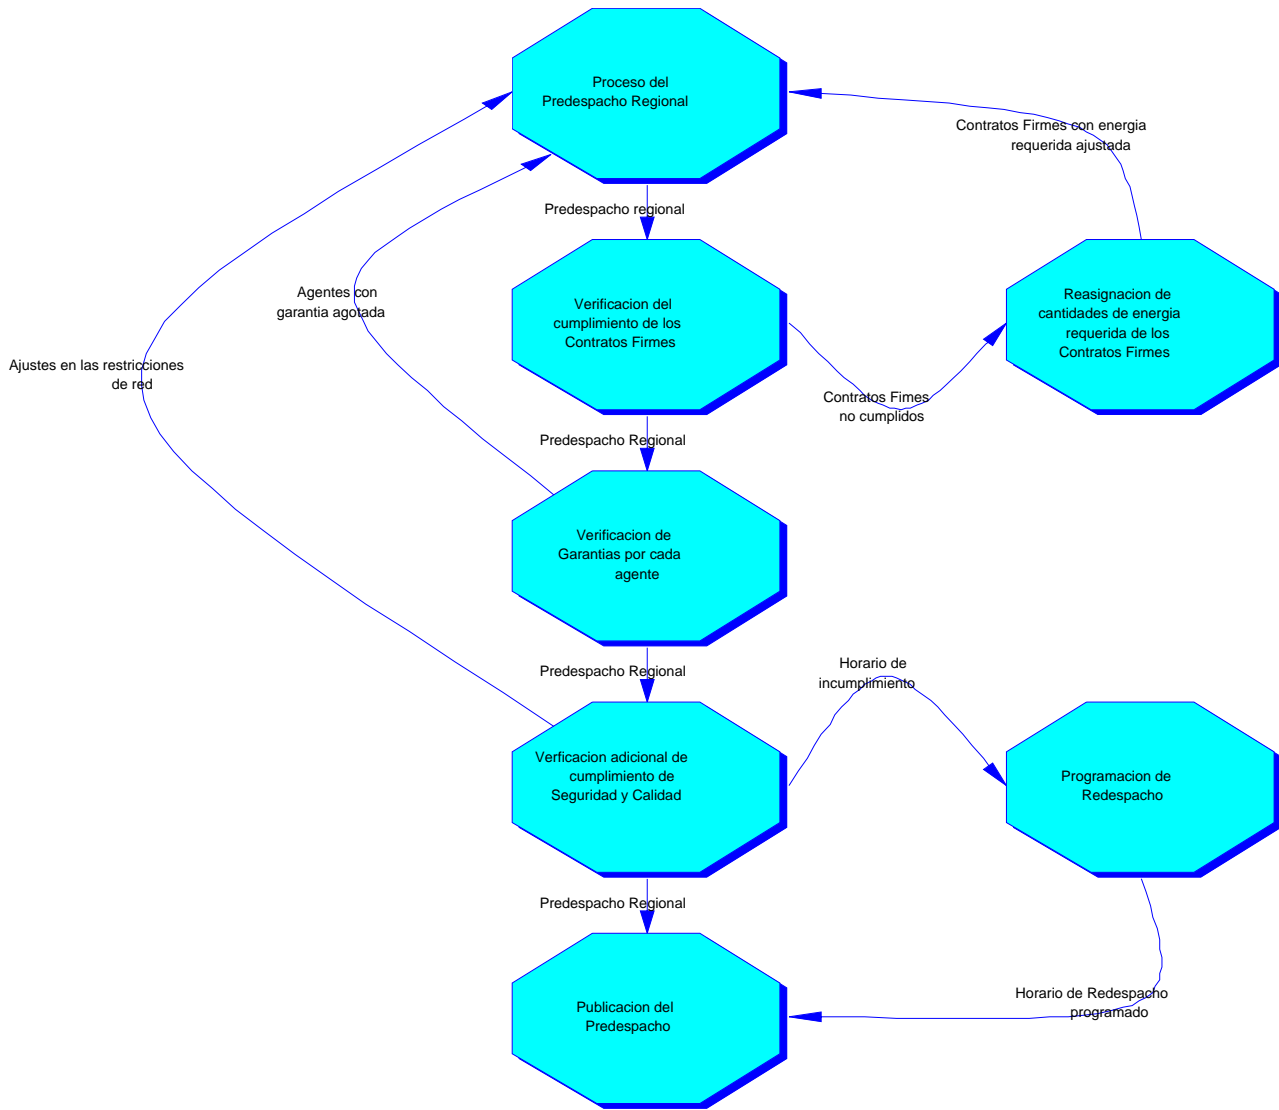 Proceso del
Predespacho Regional
Contratos Firmes con energia
requerida ajustada
Predespacho regional
Agentes con
garantia agotada
Verificacion del
cumplimiento de los
Contratos Firmes
Reasignacion de
cantidades de energia
requerida de los
Contratos Firmes
Ajustes en las restricciones
de red
Contratos Fimes
no cumplidos
Predespacho Regional
Verificacion de
Garantias por cada
agente
Predespacho Regional
Horario de
incumplimiento
Verficacion adicional de
cumplimiento de
Seguridad y Calidad
Programacion de
Redespacho
Predespacho Regional
Horario de Redespacho
programado
Publicacion del
Predespacho